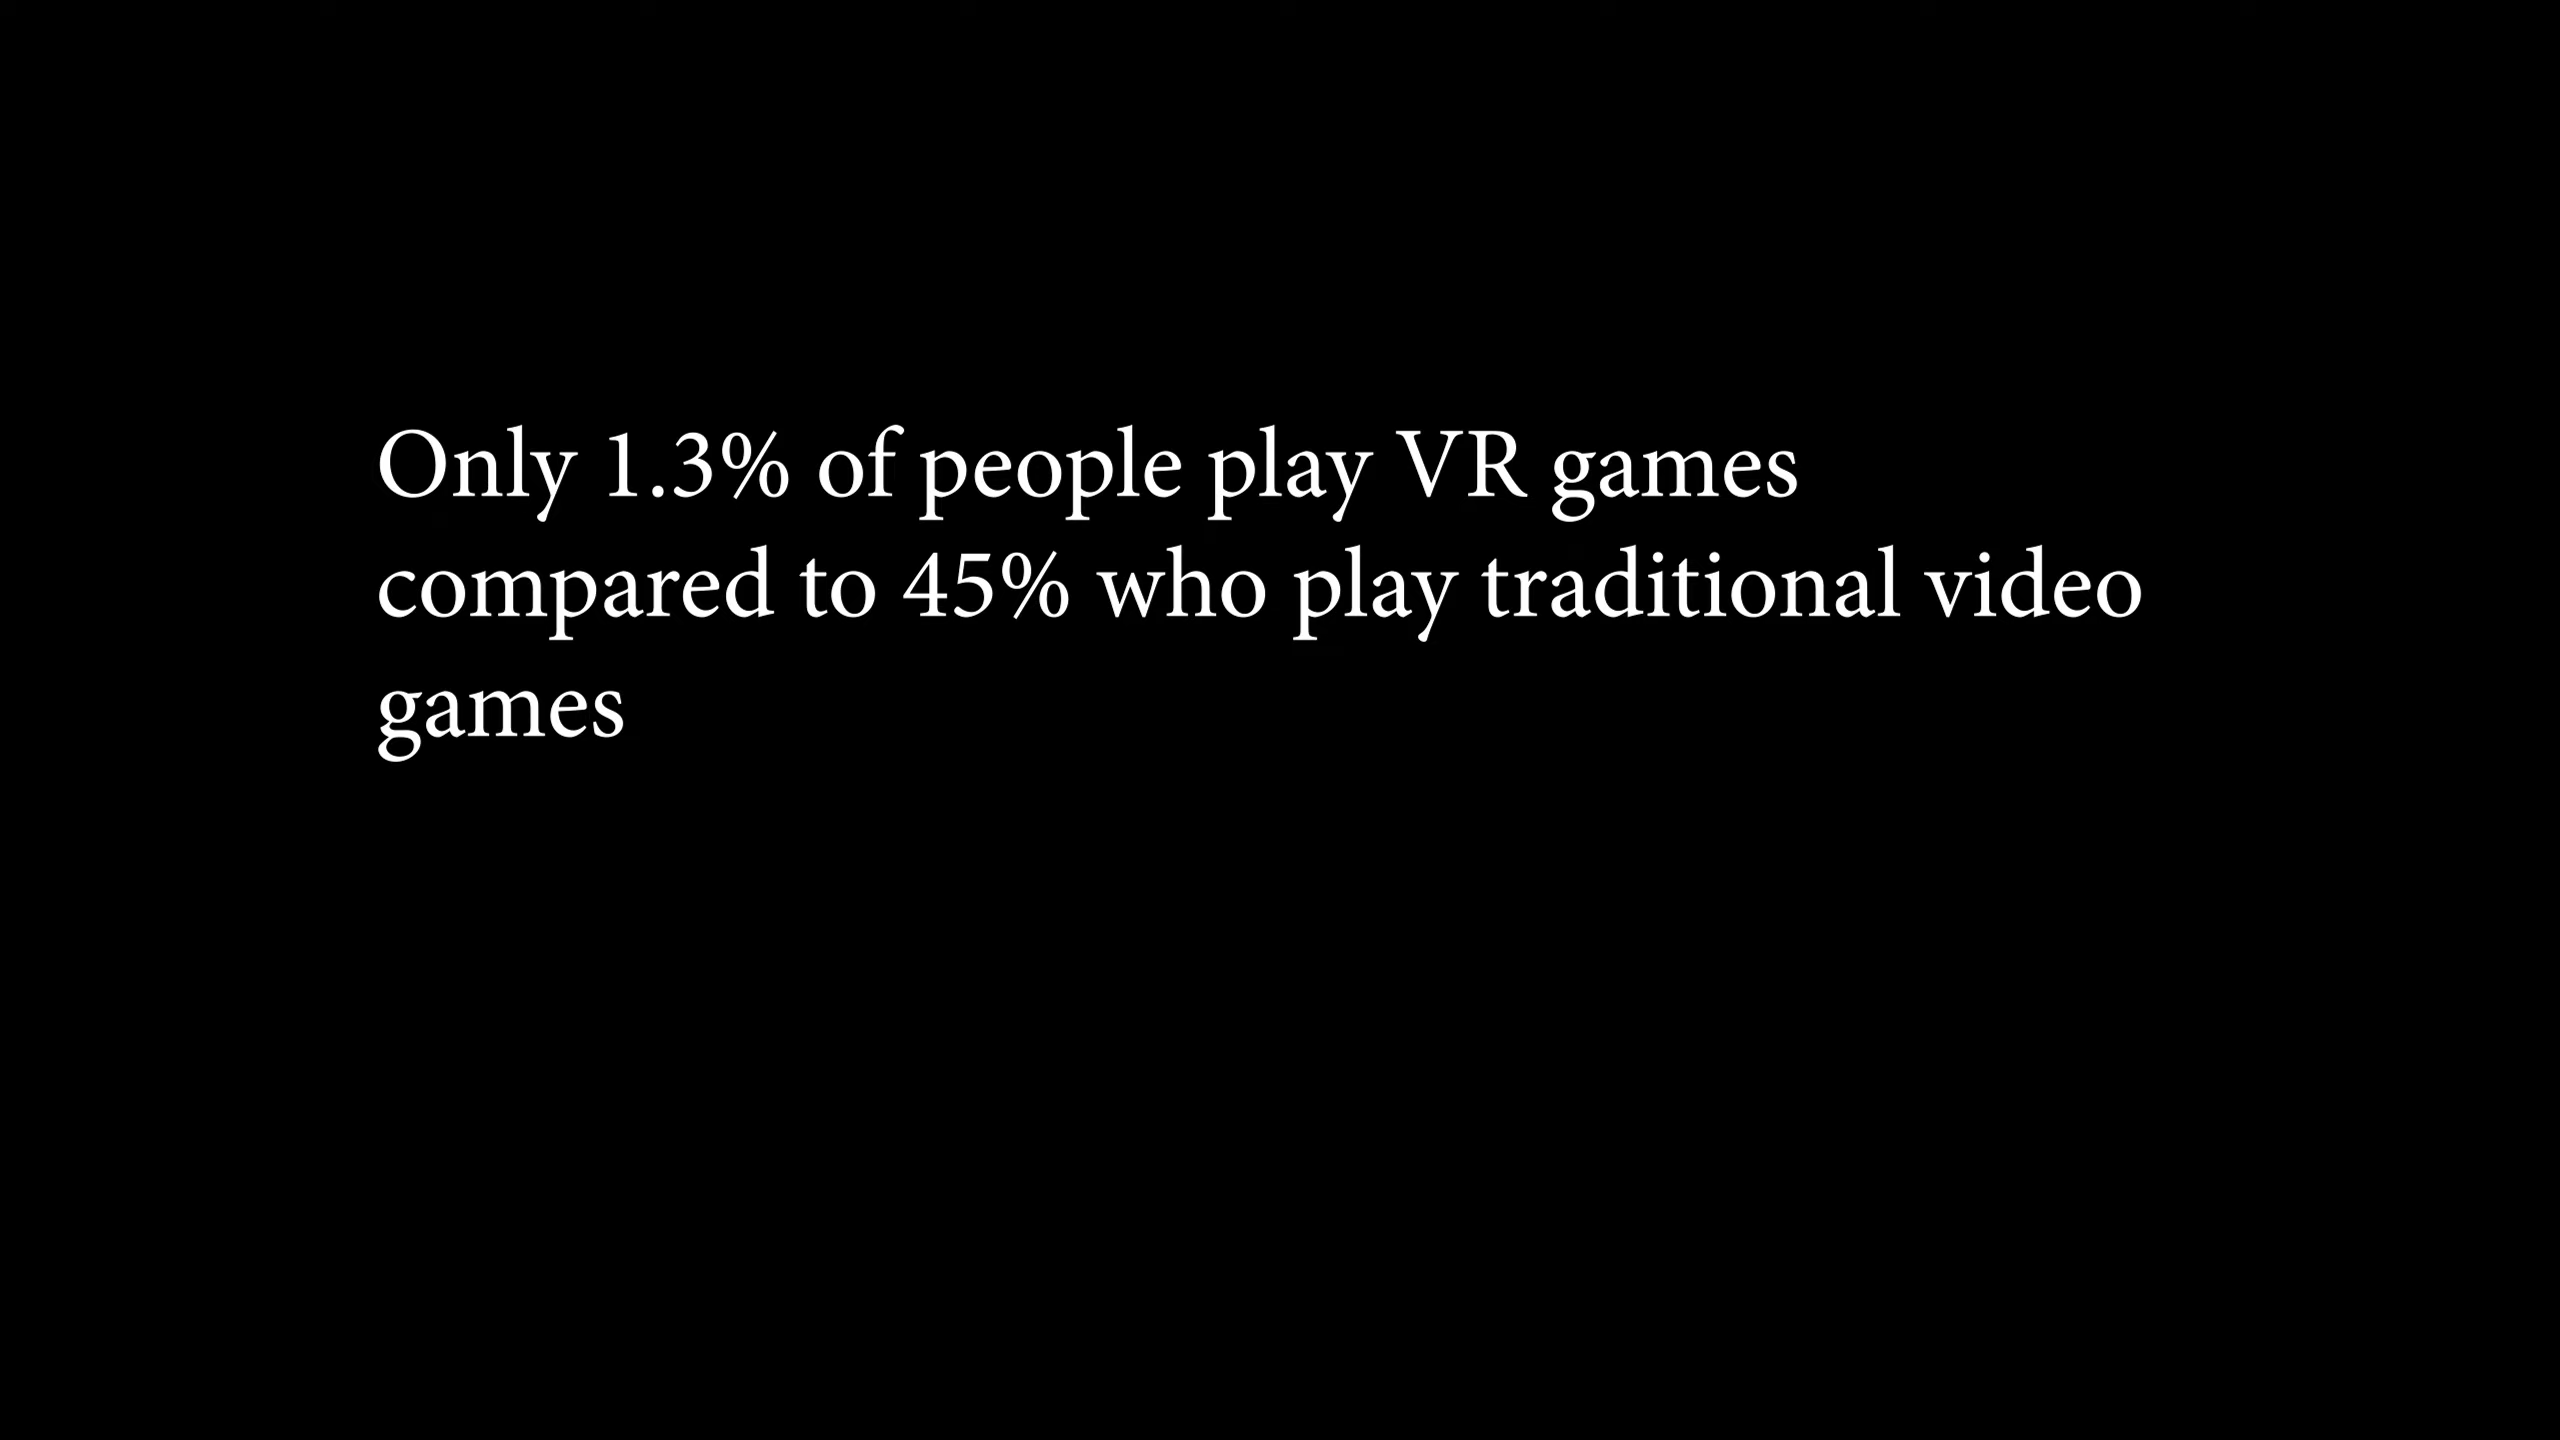 Only 1.3% of people play VR games
compared to 45% who play traditional video
games